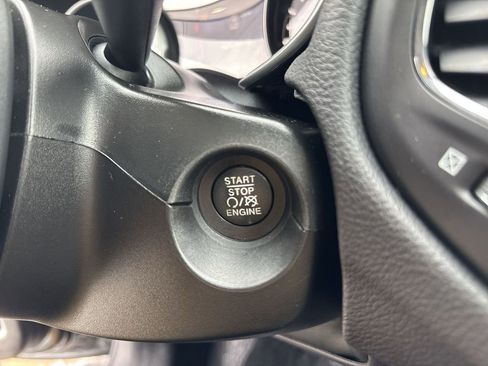 START
STOP
/
ENGINE